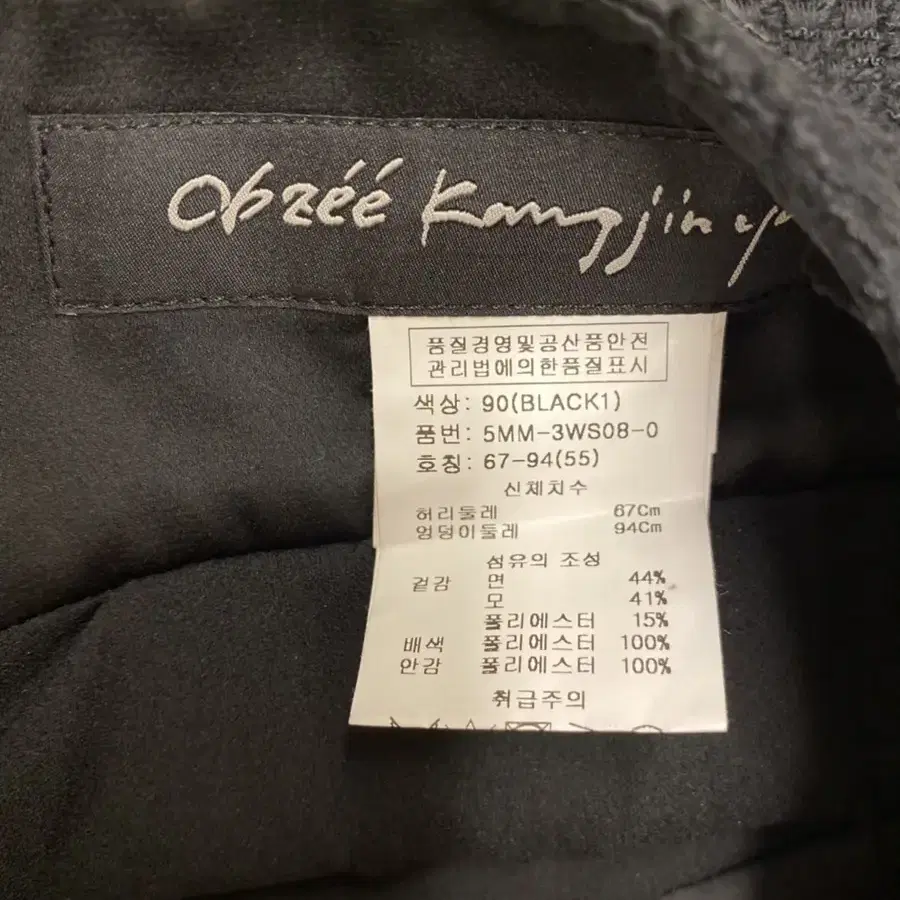 Obzéé Kangjin
품질경영및공산품안전
관리법에의한품질표시
색상: 90(BLACK1)
품번: 5MM-3WS08-0
호칭: 67-94(55)
신체치수
허리둘레 67Cm
엉덩이둘레 94Cm
섬유의 조성
겉감 면 44%
모 41%
폴리에스터 15%
배색 폴리에스터 100%
안감 폴리에스터 100%
취급주의